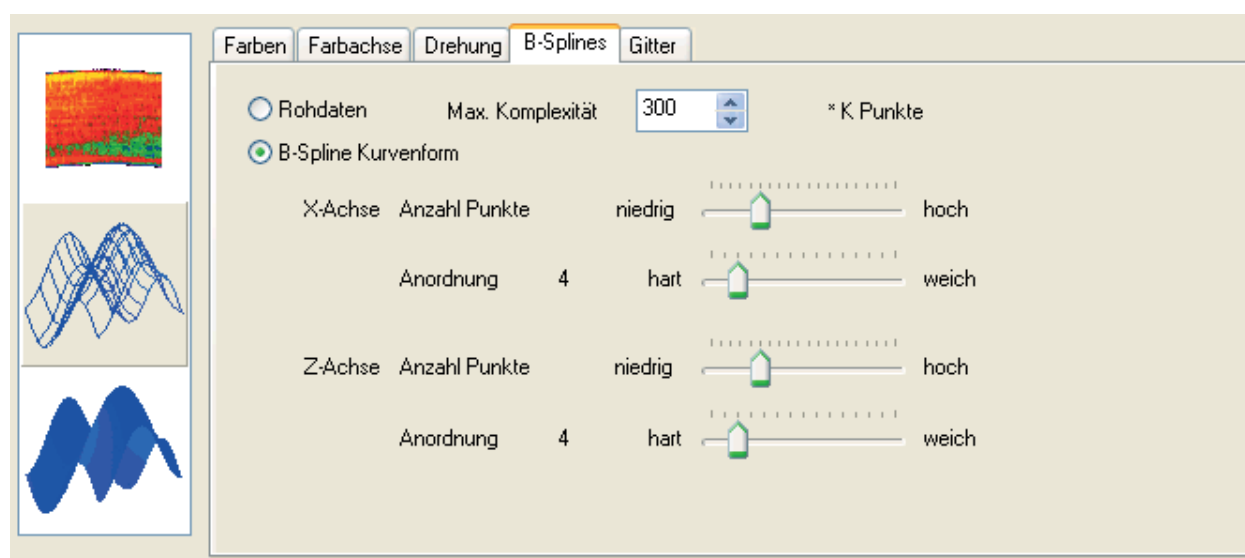 Farben Farbachse Drehung B-Splines Gitter
Rohdaten Max. Komplexität 300 * K Punkte
B-Spline Kurvenform
X-Achse Anzahl Punkte niedrig hoch
Anordnung 4 hart weich
Z-Achse Anzahl Punkte niedrig hoch
Anordnung 4 hart weich